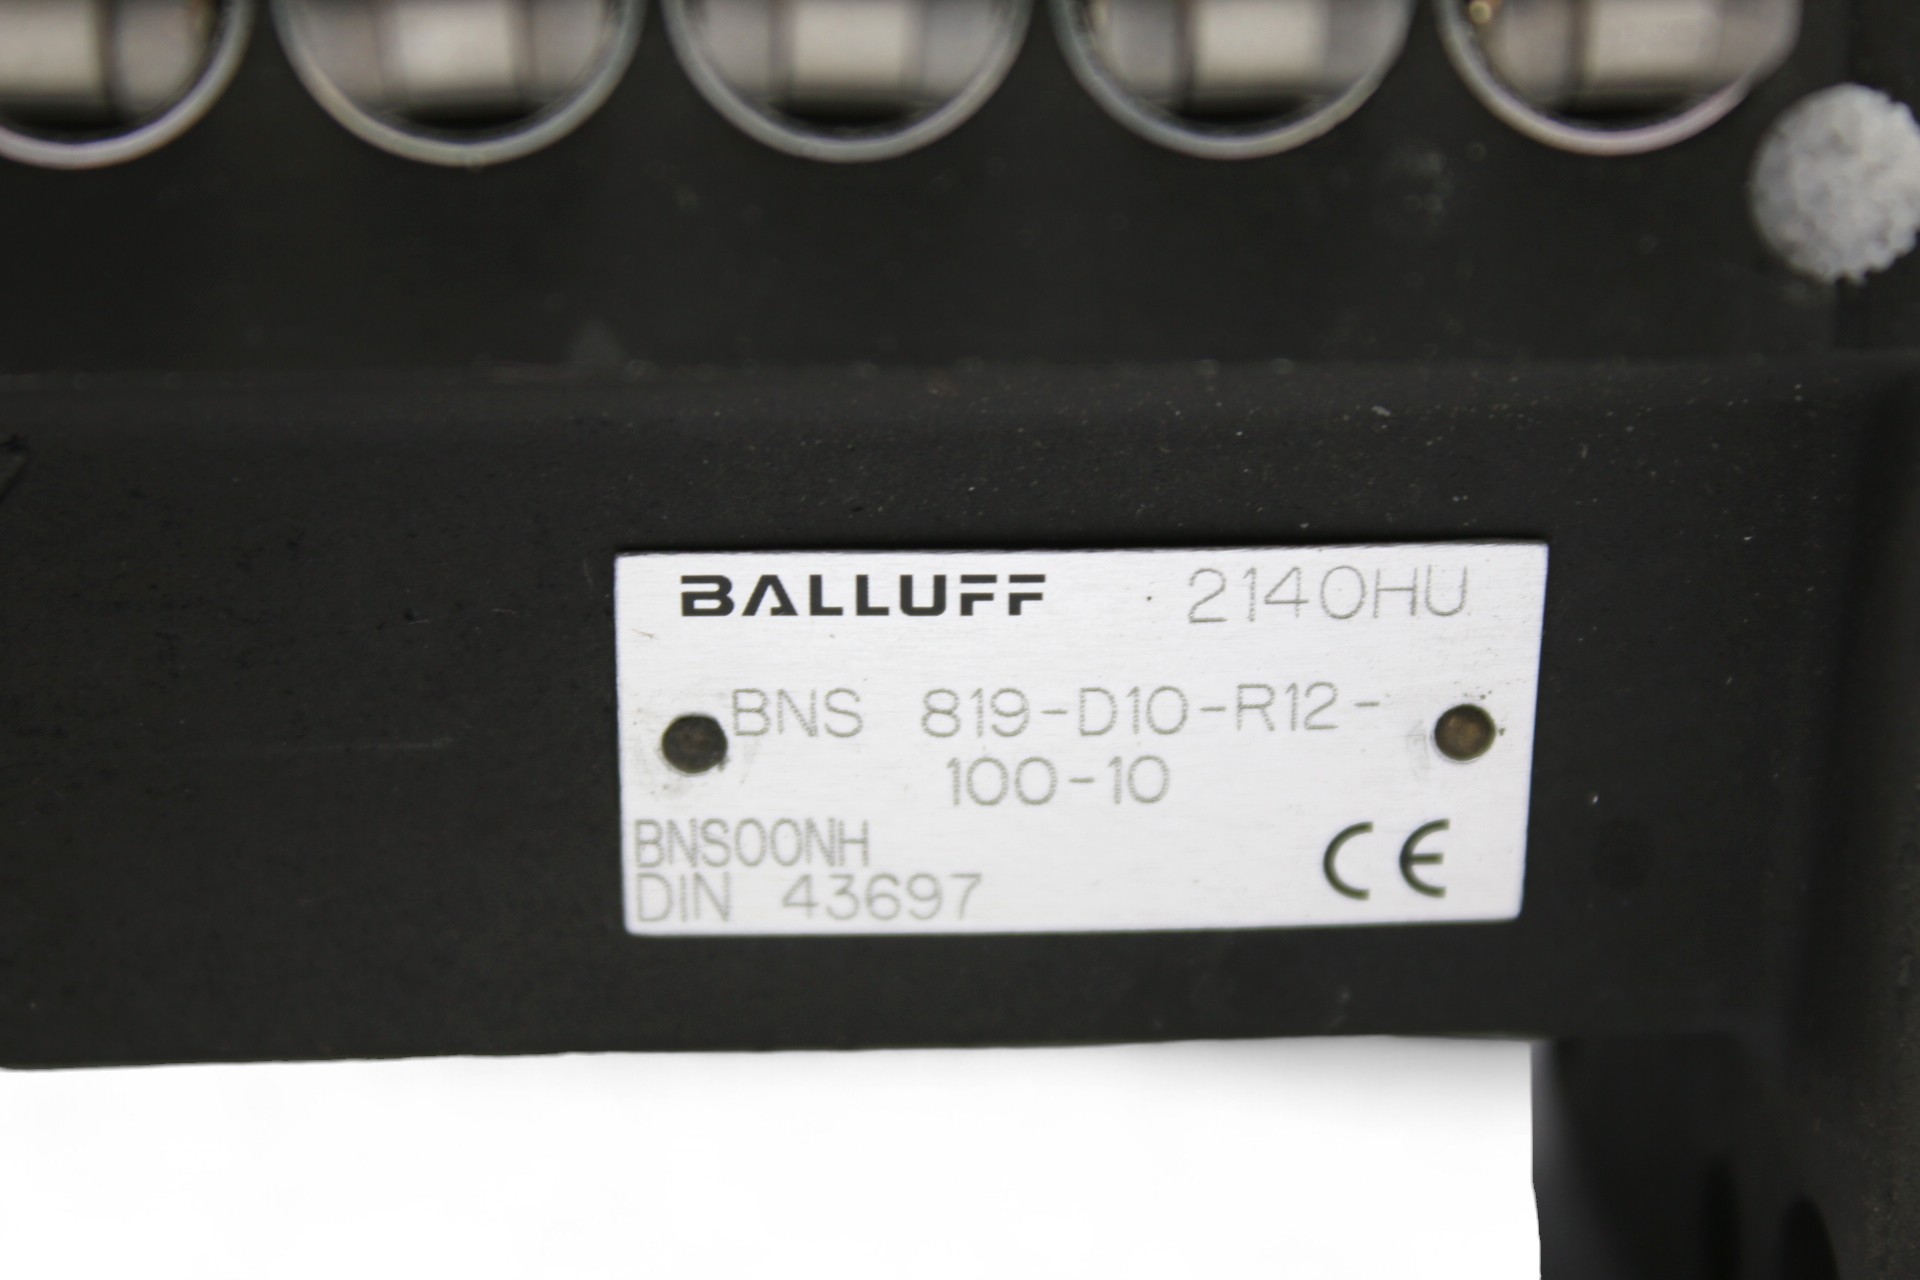 BALLUFF 2140HU
BNS 819-D10-R12-
100-10
BNS00NH
DIN 43697
CE